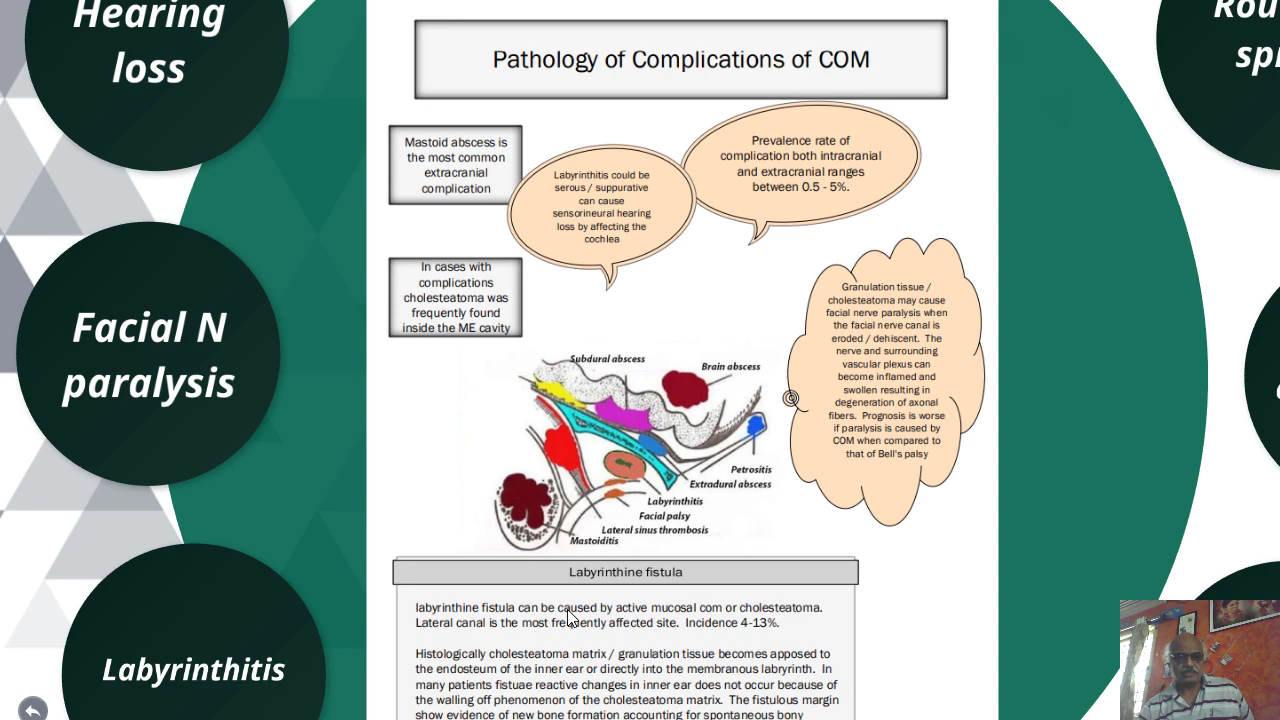 Hearing
loss
Facial N
paralysis
Labyrinthitis
Pathology of Complications of COM
Mastoid abscess is
the most common
extracranial
complication
Labyrinthitis could be
serous / suppurative
can cause
sensorineural hearing
loss by affecting the
cochlea
Prevalence rate of
complication both intracranial
and extracranial ranges
between 0.5 - 5%.
In cases with
complications
cholesteatoma was
frequently found
inside the ME cavity
Granulation tissue /
cholesteatoma may cause
facial nerve paralysis when
the facial nerve canal is
eroded / dehiscent. The
nerve and surrounding
vascular plexus can
become inflamed and
swollen resulting in
degeneration of axonal
fibers. Prognosis is worse
if paralysis is caused by
COM when compared to
that of Bell's palsy
Subdural abscess
Brain abscess
Petrositis
Extradural abscess
Labyrinthitis
Facial palsy
Lateral sinus thrombosis
Mastoiditis
Labyrinthine fistula
labyrinthine fistula can be caused by active mucosal com or cholesteatoma.
Lateral canal is the most frequently affected site. Incidence 4-13%.
Histologically cholesteatoma matrix / granulation tissue becomes apposed to
the endosteum of the inner ear or directly into the membranous labryrinth. In
many patients fistuae reactive changes in inner ear does not occur because of
the walling off phenomenon of the cholesteatoma matrix. The fistulous margin
show evidence of new bone formation accounting for spontaneous bony